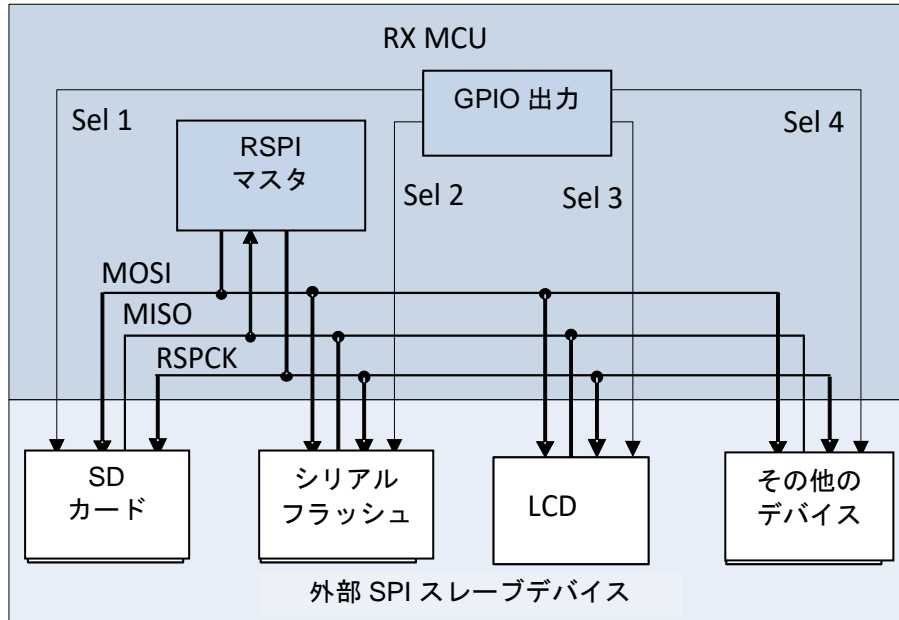 RX MCU
GPIO 出力
Sel 1
Sel 4
RSPI
マスタ
Sel 2
Sel 3
MOSI
MISO
RSPCK
SD
カード
シリアル
フラッシュ
LCD
その他の
デバイス
外部 SPI スレーブデバイス